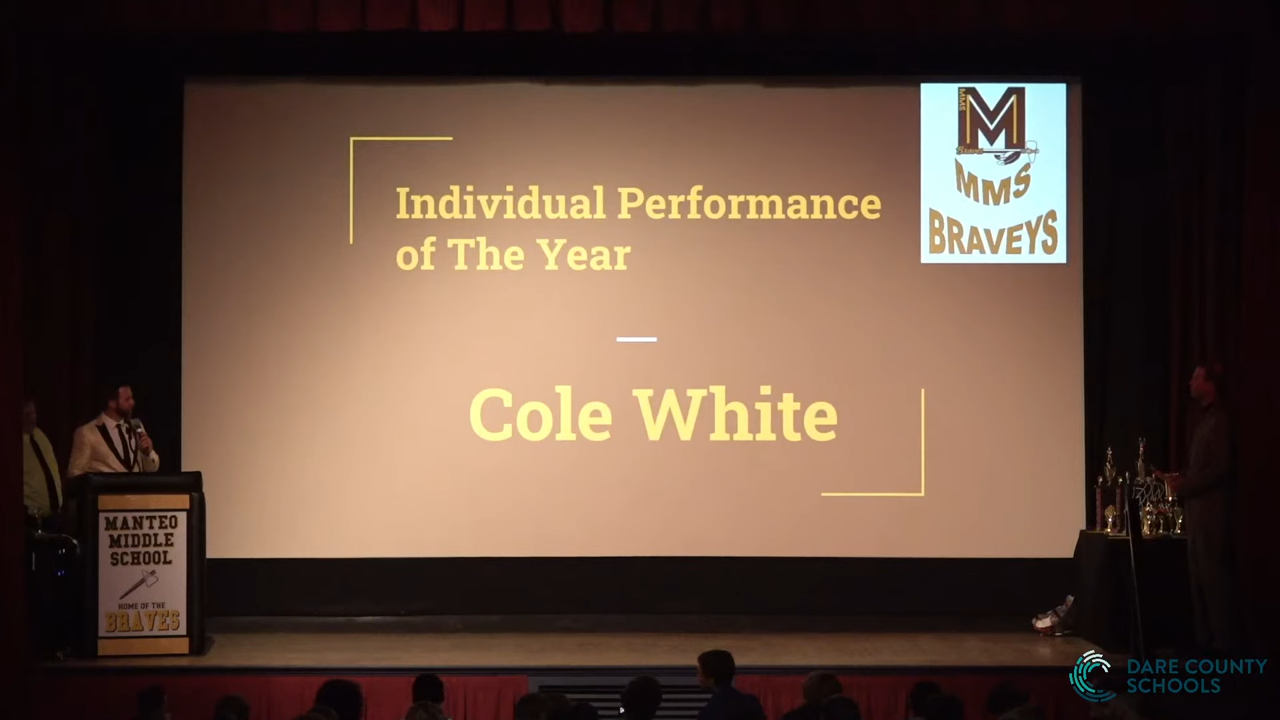 Individual Performance
of The Year
Cole White
MMS
M
Braves
MMS
BRAVEYS
MANTEO
MIDDLE
SCHOOL
HOME OF THE
BRAVES
DARE COUNTY
SCHOOLS